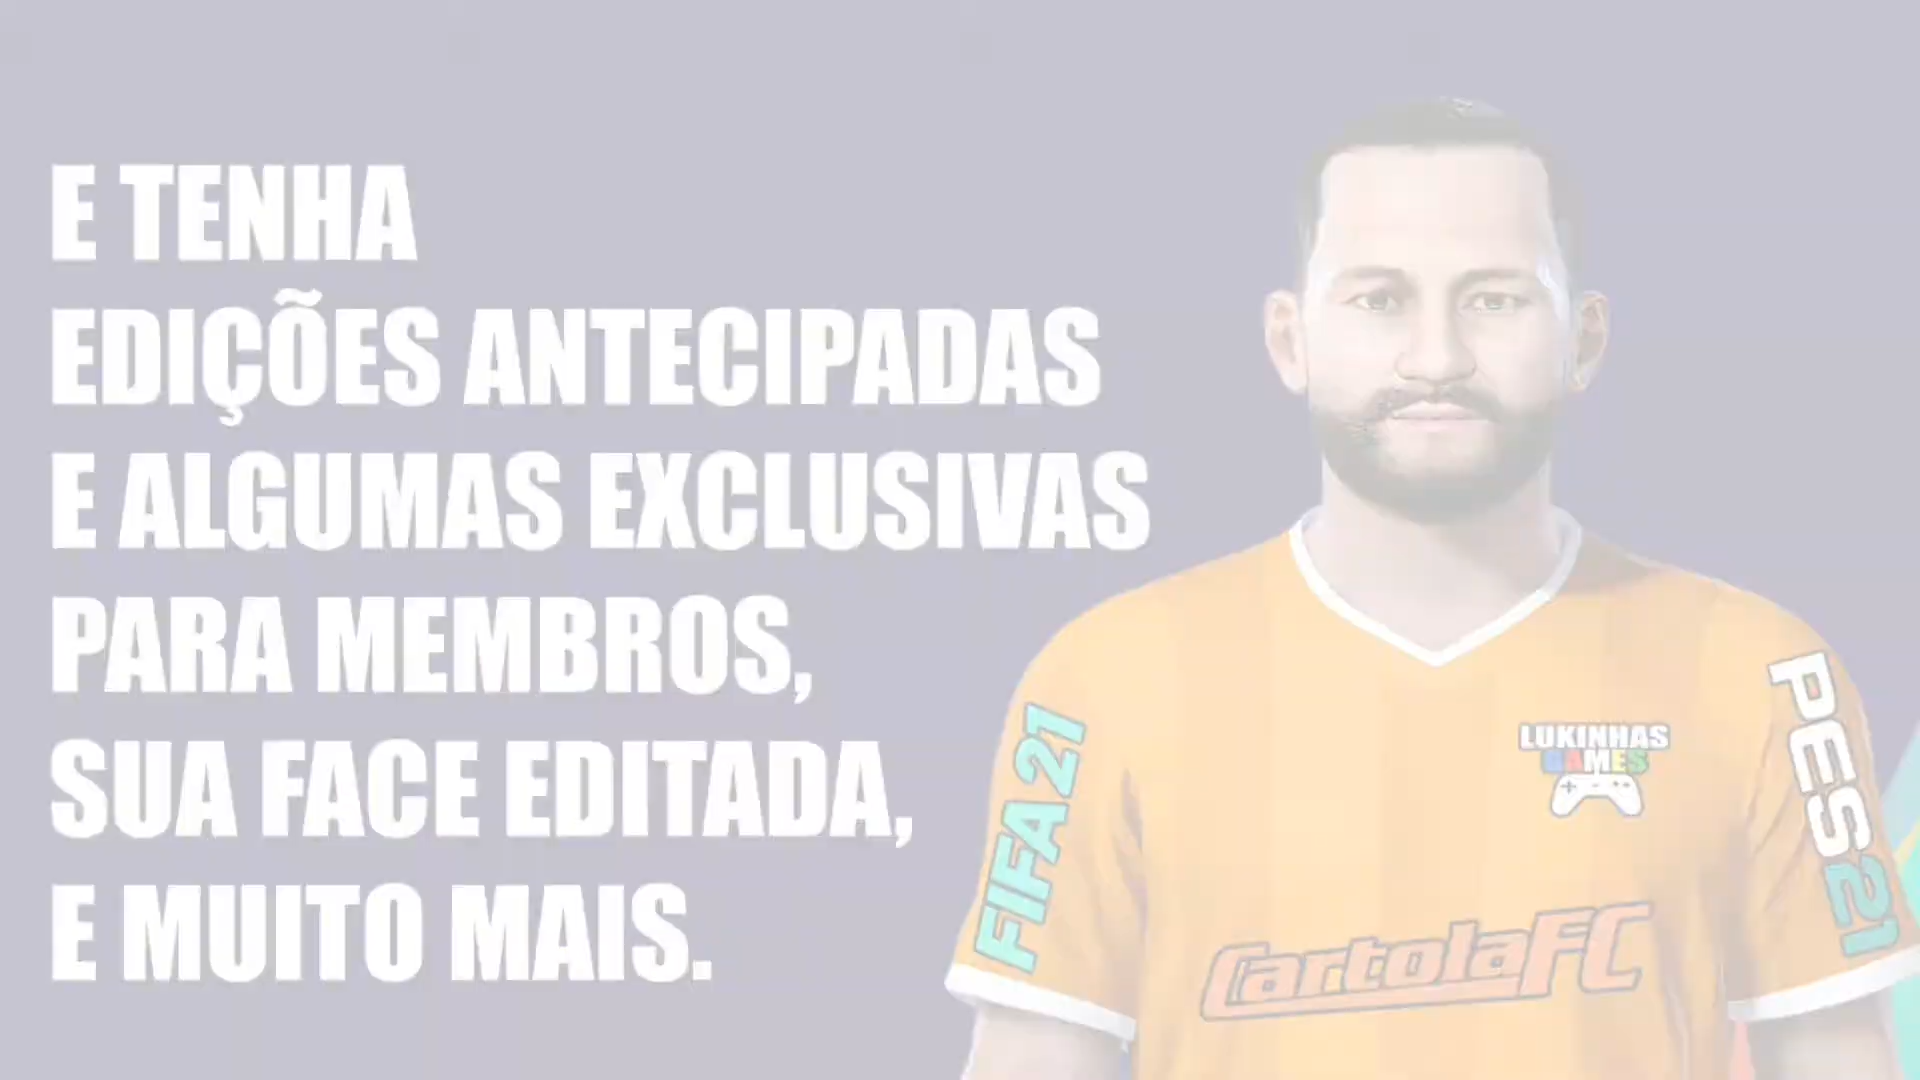 E TENHA
EDIÇÕES ANTECIPADAS
E ALGUMAS EXCLUSIVAS
PARA MEMBROS,
SUA FACE EDITADA,
E MUITO MAIS.
FIFA 21
LUKINHAS
GAMES
PES 21
CartolaFC